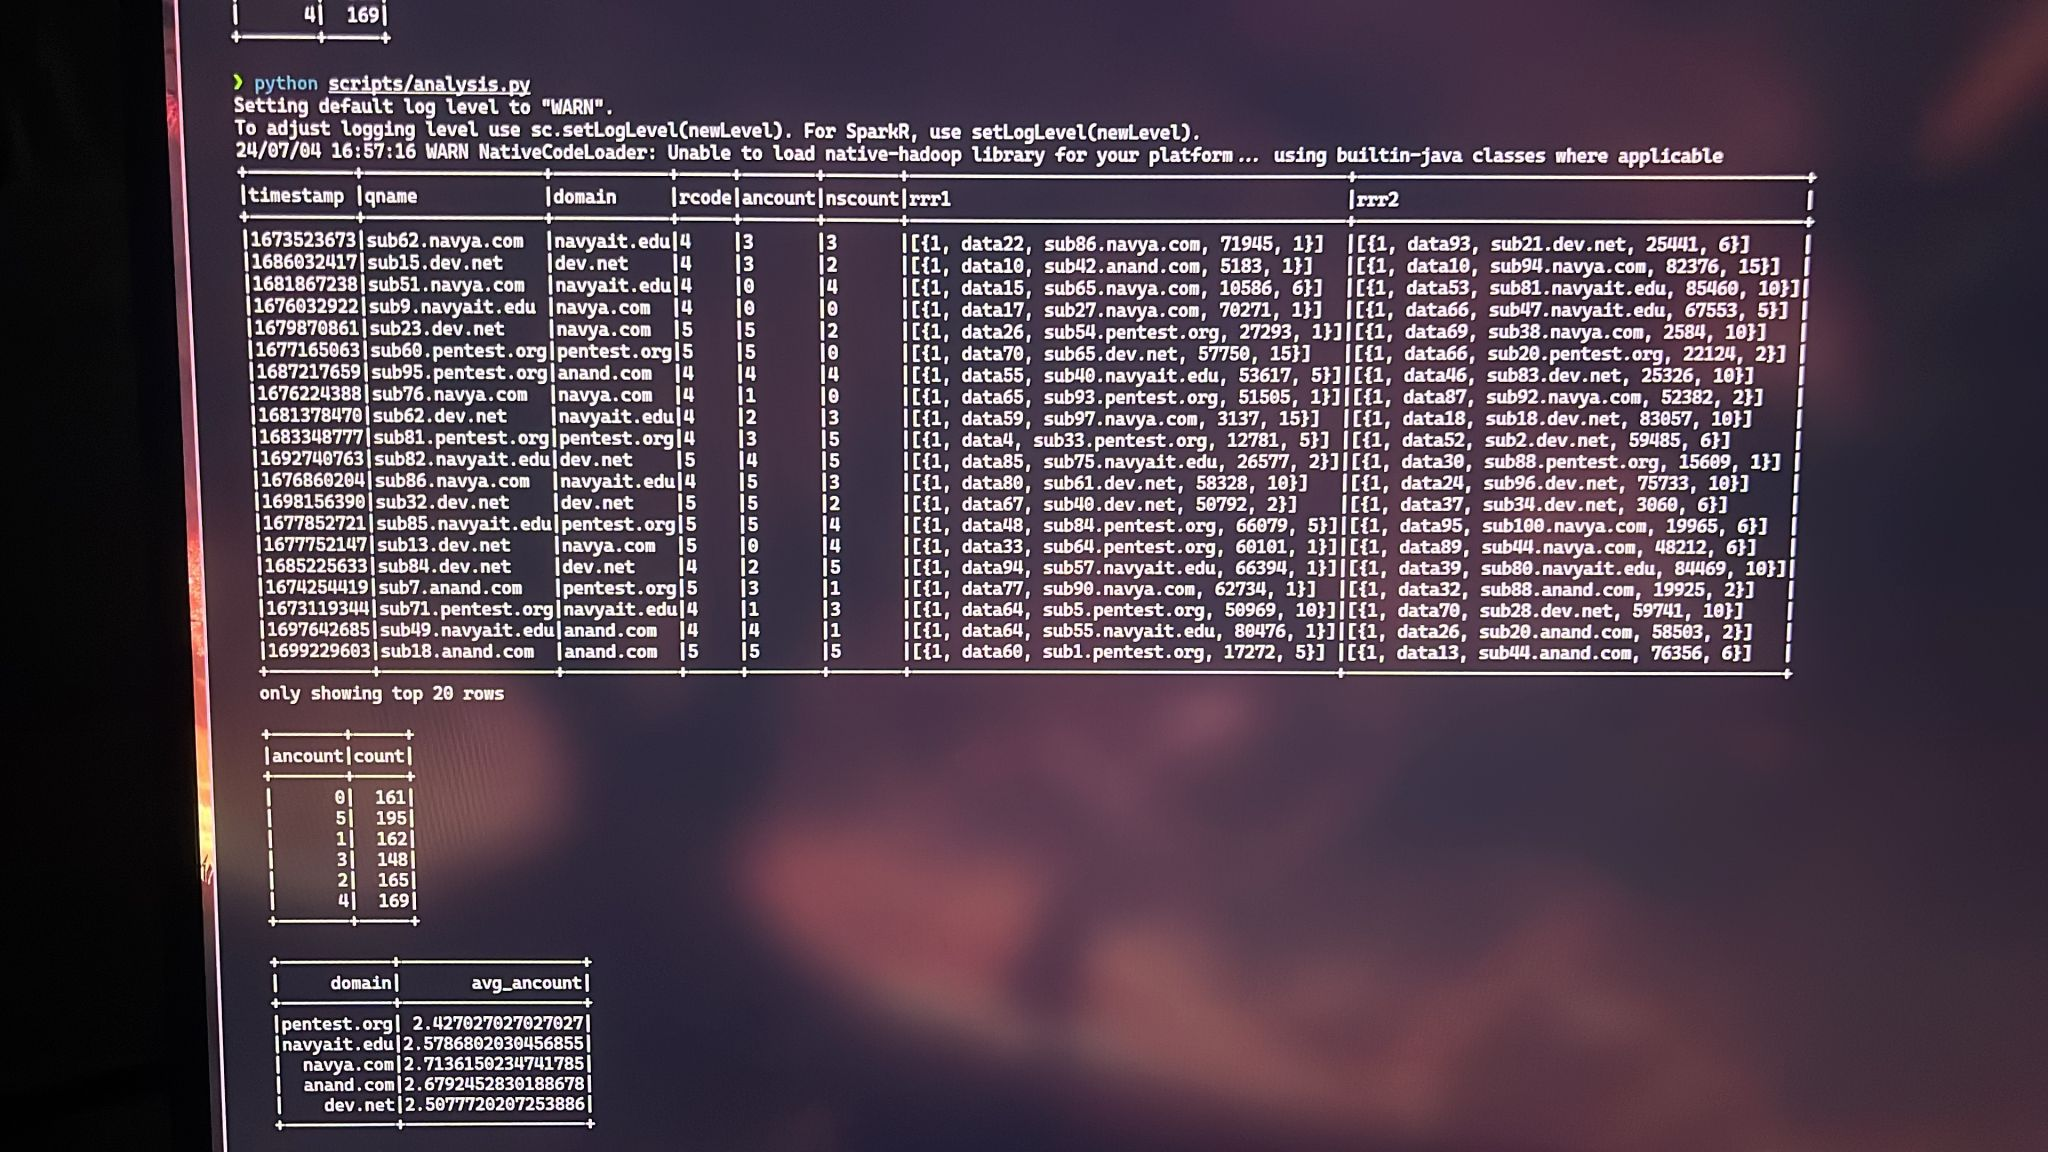 | 4| 169|
+-------+-----+
❯ python scripts/analysis.py
Setting default log level to "WARN".
To adjust logging level use sc.setLogLevel(newLevel). For SparkR, use setLogLevel(newLevel).
24/07/04 16:57:16 WARN NativeCodeLoader: Unable to load native-hadoop library for your platform... using builtin-java classes where applicable
|timestamp |qname |domain |rcode|ancount|nscount|rrr1 |rrr2 |
|1673523673|sub62.navya.com |navyait.edu|4 |3 |3 |[{1, data22, sub86.navya.com, 71945, 1}] |[{1, data93, sub21.dev.net, 25441, 6}] |
|1686032417|sub15.dev.net |dev.net |4 |3 |2 |[{1, data10, sub42.anand.com, 5183, 1}] |[{1, data10, sub94.navya.com, 82376, 15}] |
|1681867238|sub51.navya.com |navyait.edu|4 |0 |4 |[{1, data15, sub65.navya.com, 10586, 6}] |[{1, data53, sub81.navyait.edu, 85460, 10}]|
|1676032922|sub9.navyait.edu |navya.com |4 |0 |0 |[{1, data17, sub27.navya.com, 70271, 1}] |[{1, data66, sub47.navyait.edu, 67553, 5}] |
|1679870861|sub23.dev.net |navya.com |5 |5 |2 |[{1, data26, sub54.pentest.org, 27293, 1}]|[{1, data69, sub38.navya.com, 2584, 10}] |
|1677165063|sub60.pentest.org|pentest.org|5 |5 |0 |[{1, data70, sub65.dev.net, 57750, 15}] |[{1, data66, sub20.pentest.org, 22124, 2}] |
|1687217659|sub95.pentest.org|anand.com |4 |4 |4 |[{1, data55, sub40.navyait.edu, 53617, 5}]|[{1, data46, sub83.dev.net, 25326, 10}] |
|1676224388|sub76.navya.com |navya.com |4 |1 |0 |[{1, data65, sub93.pentest.org, 51505, 1}]|[{1, data87, sub92.navya.com, 52382, 2}] |
|1681378470|sub62.dev.net |navyait.edu|4 |2 |3 |[{1, data59, sub97.navya.com, 3137, 15}] |[{1, data18, sub18.dev.net, 83057, 10}] |
|1683348777|sub81.pentest.org|pentest.org|4 |3 |5 |[{1, data4, sub33.pentest.org, 12781, 5}] |[{1, data52, sub2.dev.net, 59485, 6}] |
|1692740763|sub82.navyait.edu|dev.net |5 |4 |5 |[{1, data85, sub75.navyait.edu, 26577, 2}]|[{1, data30, sub88.pentest.org, 15609, 1}] |
|1676860204|sub86.navya.com |navyait.edu|4 |5 |3 |[{1, data80, sub61.dev.net, 58328, 10}] |[{1, data24, sub96.dev.net, 75733, 10}] |
|1698156390|sub32.dev.net |dev.net |5 |5 |2 |[{1, data67, sub40.dev.net, 50792, 2}] |[{1, data37, sub34.dev.net, 3060, 6}] |
|1677852721|sub85.navyait.edu|pentest.org|5 |5 |4 |[{1, data48, sub84.pentest.org, 66079, 5}]|[{1, data95, sub100.navya.com, 19965, 6}] |
|1677752147|sub13.dev.net |navya.com |5 |0 |4 |[{1, data33, sub64.pentest.org, 60101, 1}]|[{1, data89, sub44.navya.com, 48212, 6}] |
|1685225633|sub84.dev.net |dev.net |4 |2 |5 |[{1, data94, sub57.navyait.edu, 66394, 1}]|[{1, data39, sub80.navyait.edu, 84469, 10}]|
|1674254419|sub7.anand.com |pentest.org|5 |3 |1 |[{1, data77, sub90.navya.com, 62734, 1}] |[{1, data32, sub88.anand.com, 19925, 2}] |
|1673119344|sub71.pentest.org|navyait.edu|4 |1 |3 |[{1, data64, sub5.pentest.org, 50969, 10}]|[{1, data70, sub28.dev.net, 59741, 10}] |
|1697642685|sub49.navyait.edu|anand.com |4 |4 |1 |[{1, data64, sub55.navyait.edu, 80476, 1}]|[{1, data26, sub20.anand.com, 58503, 2}] |
|1699229603|sub18.anand.com |anand.com |5 |5 |5 |[{1, data60, sub1.pentest.org, 17272, 5}] |[{1, data13, sub44.anand.com, 76356, 6}] |
only showing top 20 rows
|ancount|count|
| 0| 161|
| 5| 195|
| 1| 162|
| 3| 148|
| 2| 165|
| 4| 169|
| domain| avg_ancount|
|pentest.org| 2.427027027027027|
|navyait.edu|2.5786802030456855|
| navya.com|2.7136150234741785|
| anand.com|2.6792452830188678|
| dev.net|2.5077720207253886|